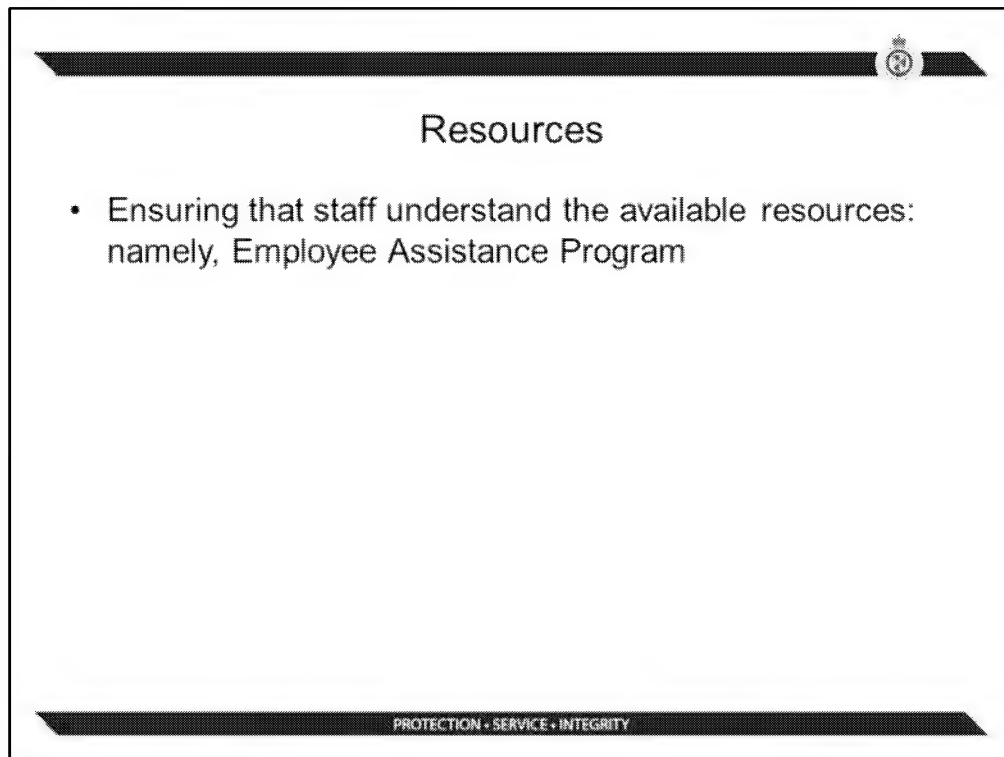 Resources
• Ensuring that staff understand the available resources:
namely, Employee Assistance Program
PROTECTION • SERVICE • INTEGRITY